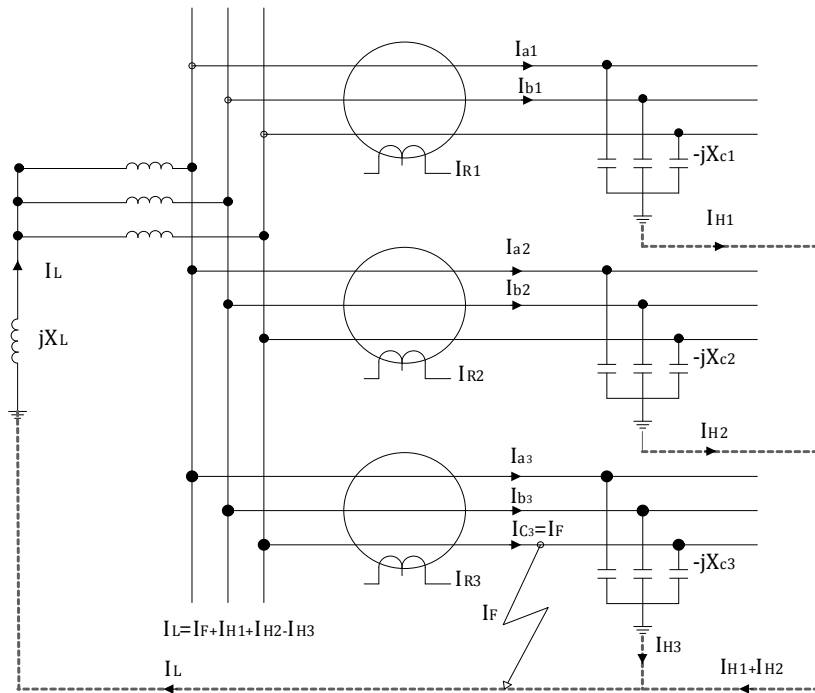 Ia1
Ib1
IR1
-jXc1
IH1
Ia2
Ib2
IL
jXL
IR2
-jXc2
IH2
Ia3
Ib3
IC3=IF
IR3
-jXc3
IF
IL=IF+IH1+IH2-IH3
IH3
IL
IH1+IH2